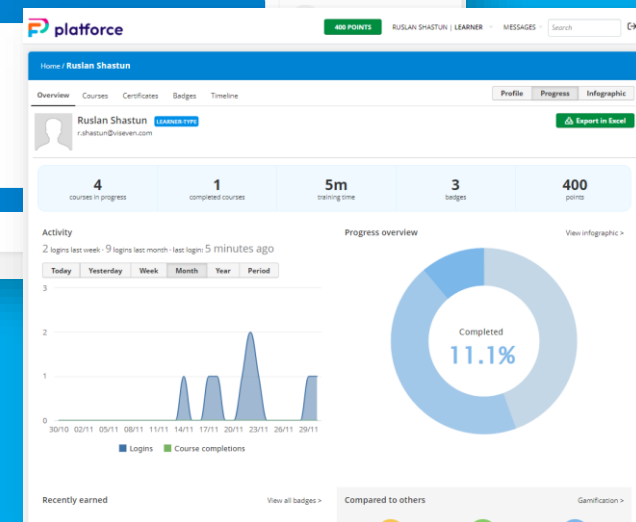 platforce
400 POINTS RUSLAN SHASTUN | LEARNER MESSAGES Search
Home / Ruslan Shastun
Overview Courses Certificates Badges Timeline Profile Progress Infographic
Ruslan Shastun LEARNER-TYPE
r.shastun@viseven.com
Export in Excel
4 1 5m 3 400
courses in progress completed courses training time badges points
Activity Progress overview View infographic >
2 logins last week · 9 logins last month · last login: 5 minutes ago
Today Yesterday Week Month Year Period
3
2
1
0
30/10 02/11 05/11 08/11 11/11 14/11 17/11 20/11 23/11 26/11 29/11
Logins Course completions
Completed
11.1%
Recently earned View all badges > Compared to others Gamification >